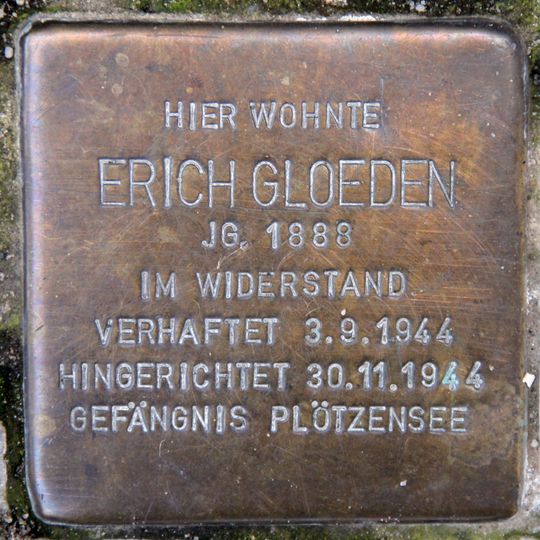 HIER WOHNTE
ERICH GLOEDEN
JG. 1888
IM WIDERSTAND
VERHAFTET 3.9.1944
HINGERICHTET 30.11.1944
GEFÄNGNIS PLÖTZENSEE